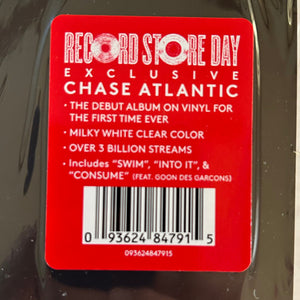 RECORD STORE DAY
EXCLUSIVE
CHASE ATLANTIC
• THE DEBUT ALBUM ON VINYL FOR
THE FIRST TIME EVER
• MILKY WHITE CLEAR COLOR
• OVER 3 BILLION STREAMS
• Includes "SWIM", "INTO IT", &
"CONSUME" (FEAT. GOON DES GARCONS)
0 93624 84791 5
093624847915